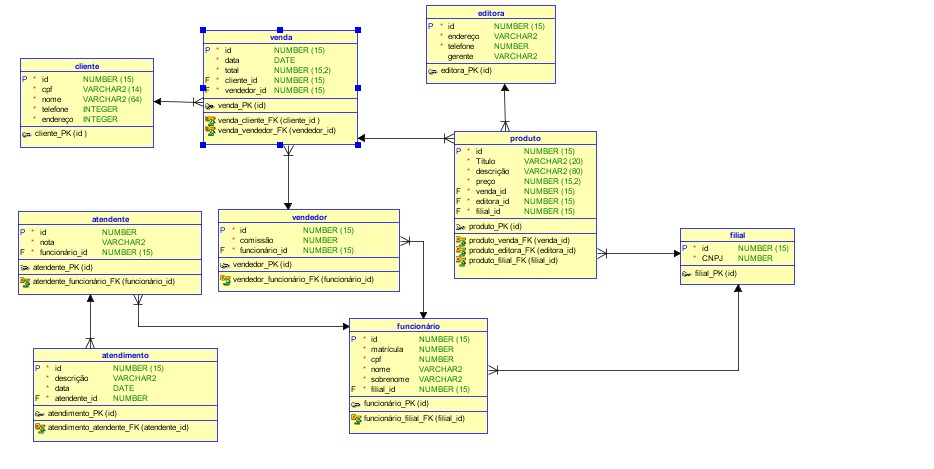 editora
P * id NUMBER (15)
* endereço VARCHAR2
* telefone NUMBER
gerente VARCHAR2
editora_PK (id)
venda
P * id NUMBER (15)
* data DATE
* total NUMBER (15,2)
F * cliente_id NUMBER (15)
F * vendedor_id NUMBER (15)
venda_PK (id)
venda_cliente_FK (cliente_id )
venda_vendedor_FK (vendedor_id)
cliente
P * id NUMBER (15)
* cpf VARCHAR2 (14)
* nome VARCHAR2 (64)
* telefone INTEGER
* endereço INTEGER
cliente_PK (id )
produto
P * id NUMBER (15)
* Título VARCHAR2 (20)
* descrição VARCHAR2 (80)
* preço NUMBER (15,2)
F * venda_id NUMBER (15)
F * editora_id NUMBER (15)
F * filial_id NUMBER (15)
produto_PK (id)
produto_venda_FK (venda_id)
produto_editora_FK (editora_id)
produto_filial_FK (filial_id)
atendente
P * id NUMBER
* nota VARCHAR2
F * funcionário_id NUMBER (15)
atendente_PK (id)
atendente_funcionário_FK (funcionário_id)
vendedor
P * id NUMBER (15)
* comissão NUMBER
F * funcionário_id NUMBER (15)
vendedor_PK (id)
vendedor_funcionário_FK (funcionário_id)
filial
P * id NUMBER (15)
* CNPJ NUMBER
filial_PK (id)
funcionário
P * id NUMBER (15)
* matrícula NUMBER
* cpf NUMBER
* nome VARCHAR2
* sobrenome VARCHAR2
F * filial_id NUMBER (15)
funcionário_PK (id)
funcionário_filial_FK (filial_id)
atendimento
P * id NUMBER (15)
* descrição VARCHAR2
* data DATE
F * atendente_id NUMBER
atendimento_PK (id)
atendimento_atendente_FK (atendente_id)